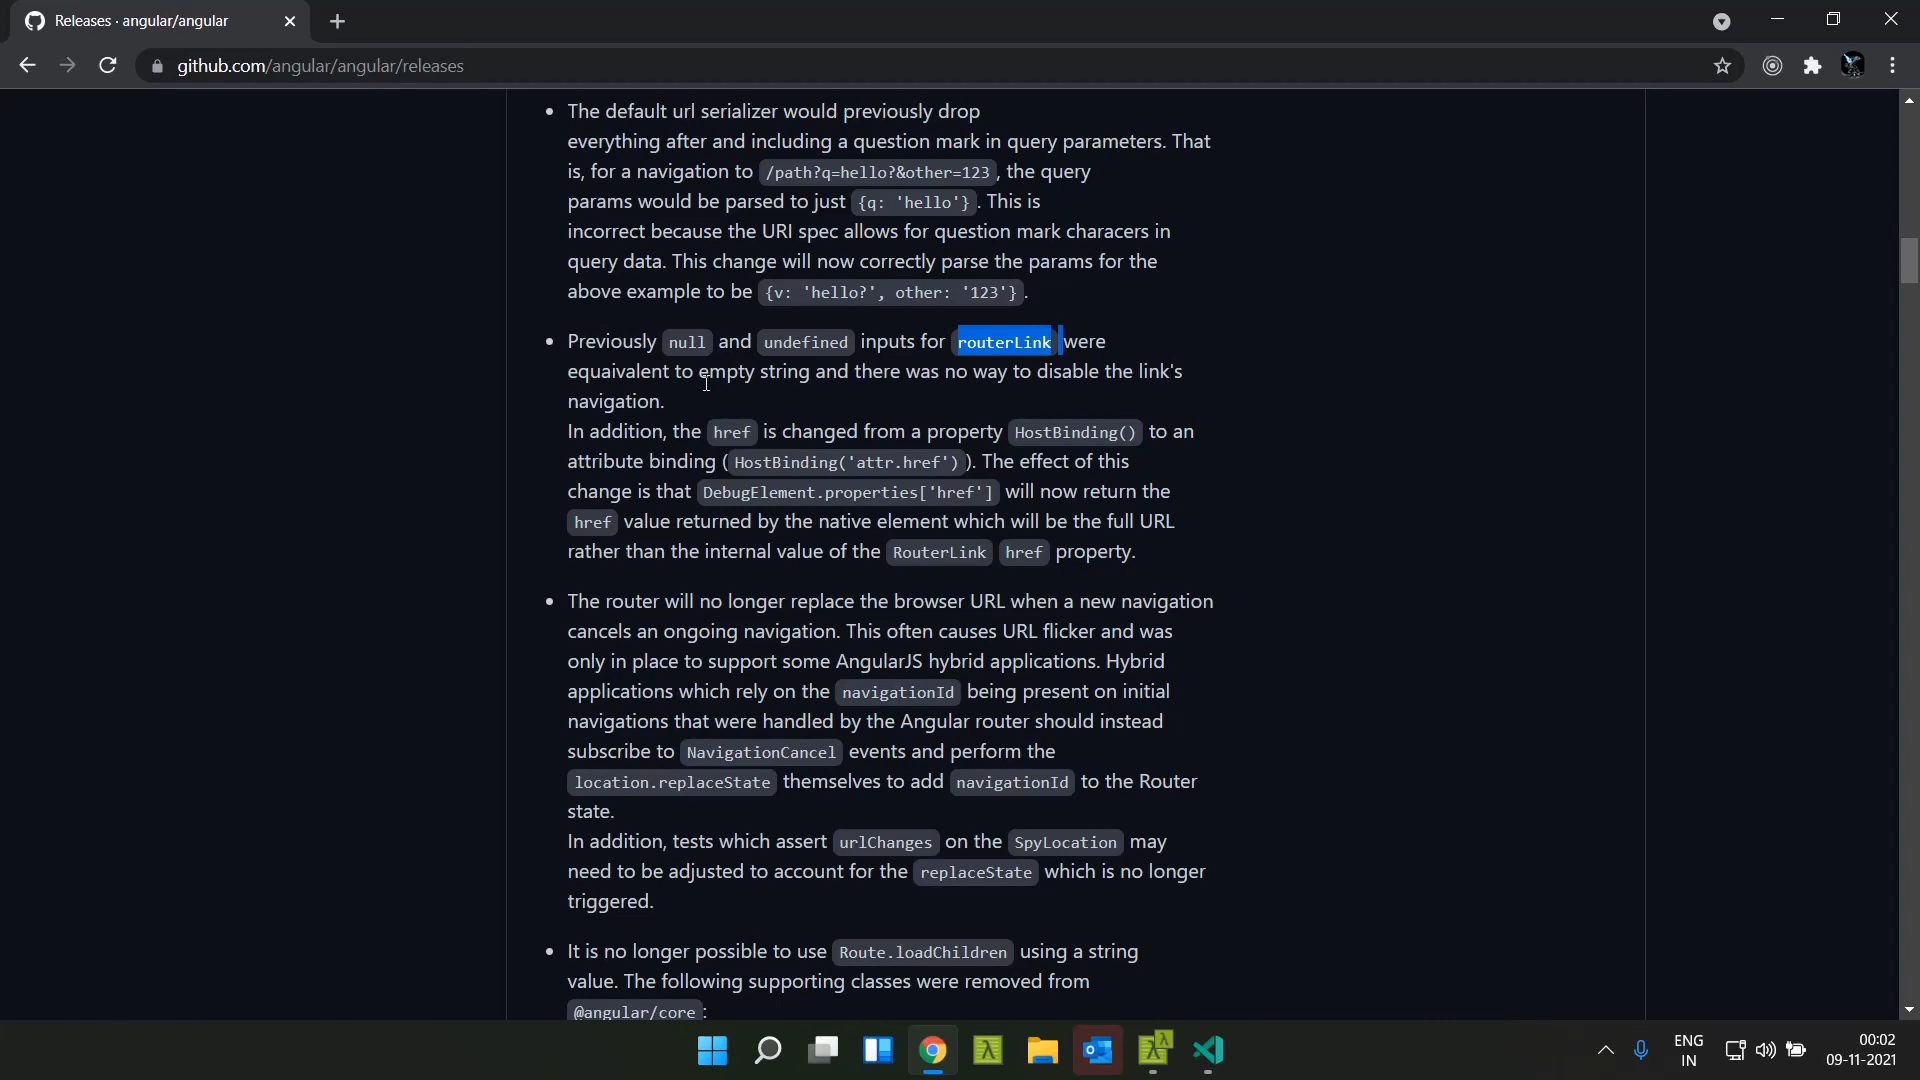 Releases · angular/angular
github.com/angular/angular/releases
• The default url serializer would previously drop
everything after and including a question mark in query parameters. That
is, for a navigation to /path?q=hello?&other=123, the query
params would be parsed to just {q: 'hello'}. This is
incorrect because the URI spec allows for question mark characers in
query data. This change will now correctly parse the params for the
above example to be {v: 'hello?', other: '123'}.
• Previously null and undefined inputs for routerLink were
equaivalent to empty string and there was no way to disable the link's
navigation.
In addition, the href is changed from a property HostBinding() to an
attribute binding (HostBinding('attr.href')). The effect of this
change is that DebugElement.properties['href'] will now return the
href value returned by the native element which will be the full URL
rather than the internal value of the RouterLink href property.
• The router will no longer replace the browser URL when a new navigation
cancels an ongoing navigation. This often causes URL flicker and was
only in place to support some AngularJS hybrid applications. Hybrid
applications which rely on the navigationId being present on initial
navigations that were handled by the Angular router should instead
subscribe to NavigationCancel events and perform the
location.replaceState themselves to add navigationId to the Router
state.
In addition, tests which assert urlChanges on the SpyLocation may
need to be adjusted to account for the replaceState which is no longer
triggered.
• It is no longer possible to use Route.loadChildren using a string
value. The following supporting classes were removed from
@angular/core:
ENG
IN
00:02
09-11-2021